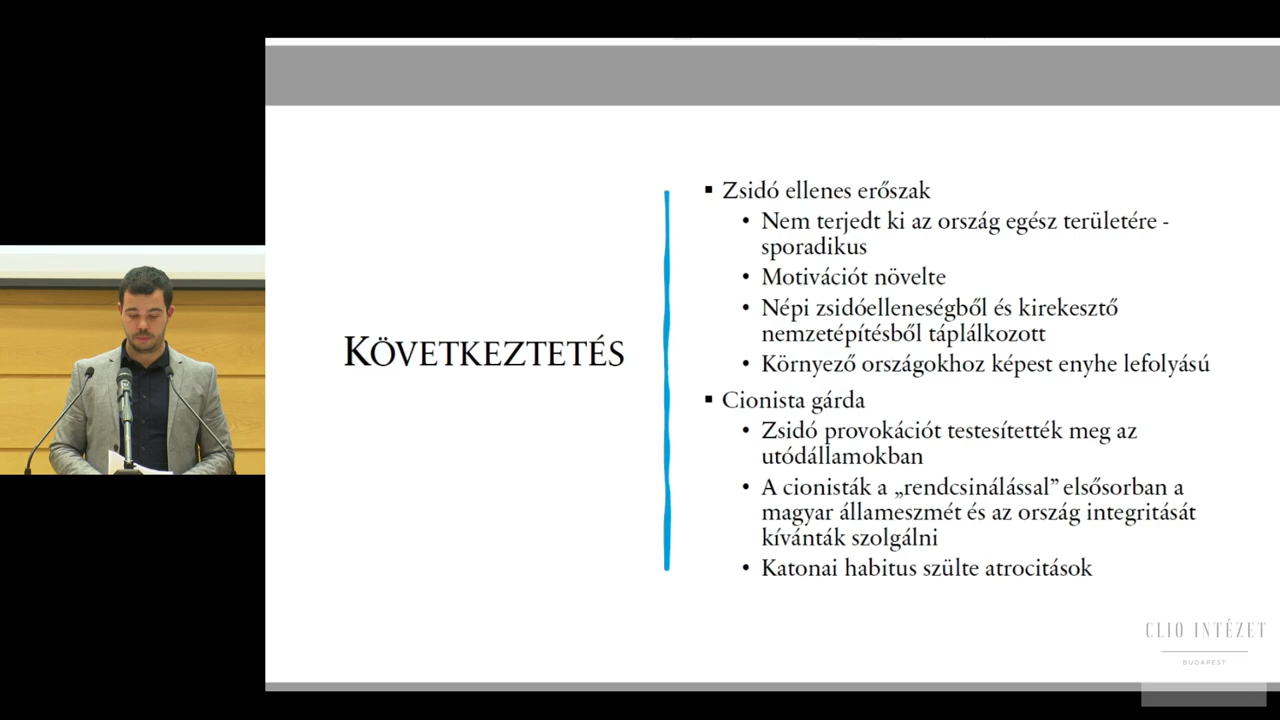 KÖVETKEZTETÉS
▪ Zsidó ellenes erőszak
• Nem terjedt ki az ország egész területére -
sporadikus
• Motivációt növelte
• Népi zsidóelleneségből és kirekesztő
nemzetépítésből táplálkozott
• Környező országokhoz képest enyhe lefolyású
▪ Cionista gárda
• Zsidó provokációt testesítették meg az
utódállamokban
• A cionisták a „rendcsinálással” elsősorban a
magyar államеszmét és az ország integritását
kívánták szolgálni
• Katonai habitus szülte atrocitások
CLIO INTÉZET
BUDAPEST